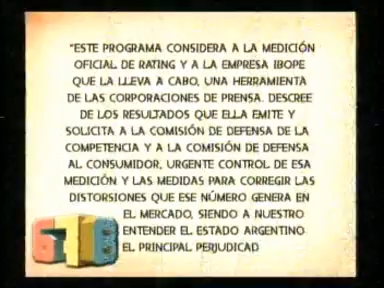 "ESTE PROGRAMA CONSIDERA A LA MEDICIÓN
OFICIAL DE RATING Y A LA EMPRESA IBOPE
QUE LA LLEVA A CABO, UNA HERRAMIENTA
DE LAS CORPORACIONES DE PRENSA. DESCREE
DE LOS RESULTADOS QUE ELLA EMITE Y
SOLICITA A LA COMISIÓN DE DEFENSA DE LA
COMPETENCIA Y A LA COMISIÓN DE DEFENSA
AL CONSUMIDOR, URGENTE CONTROL DE ESA
MEDICIÓN Y LAS MEDIDAS PARA CORREGIR LAS
DISTORSIONES QUE ESE NÚMERO GENERA EN
EL MERCADO, SIENDO A NUESTRO
ENTENDER EL ESTADO ARGENTINO
EL PRINCIPAL PERJUDICAD
678